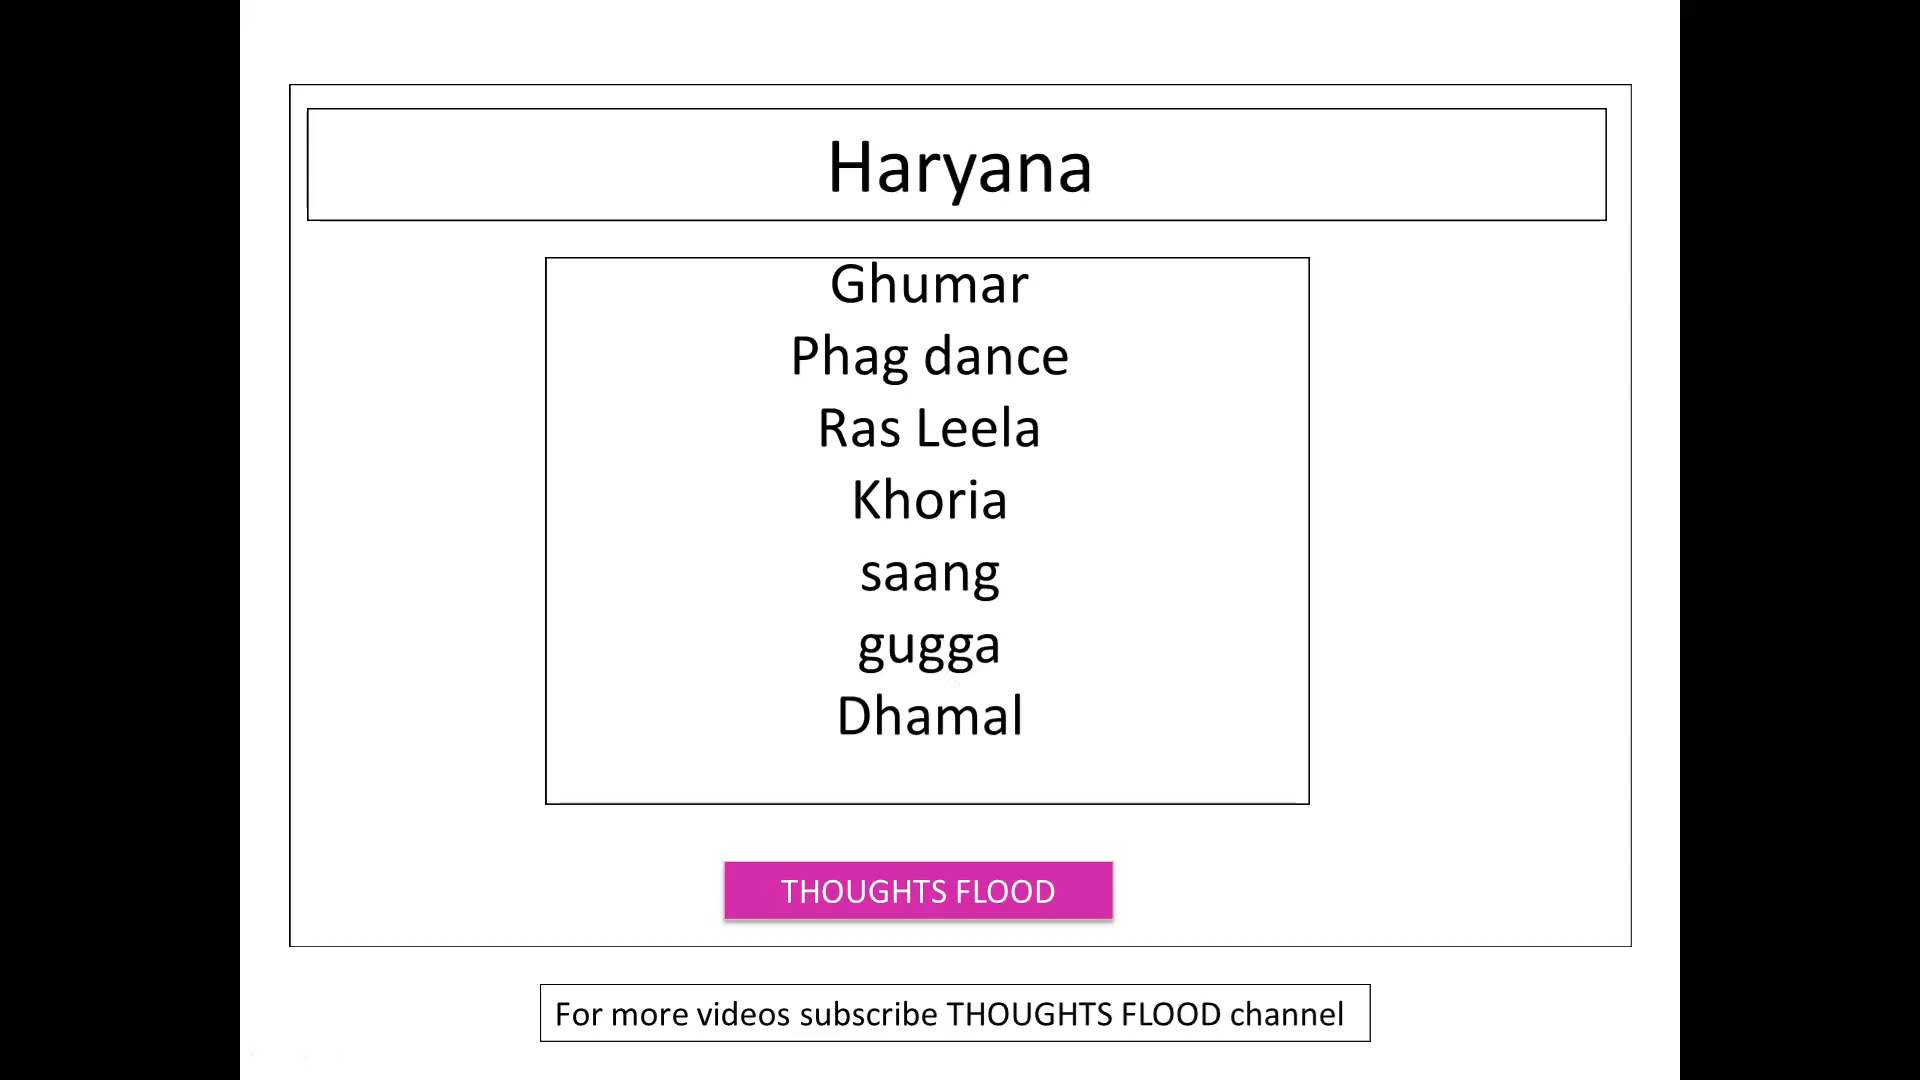 Haryana
Ghumar
Phag dance
Ras Leela
Khoria
saang
gugga
Dhamal
THOUGHTS FLOOD
For more videos subscribe THOUGHTS FLOOD channel